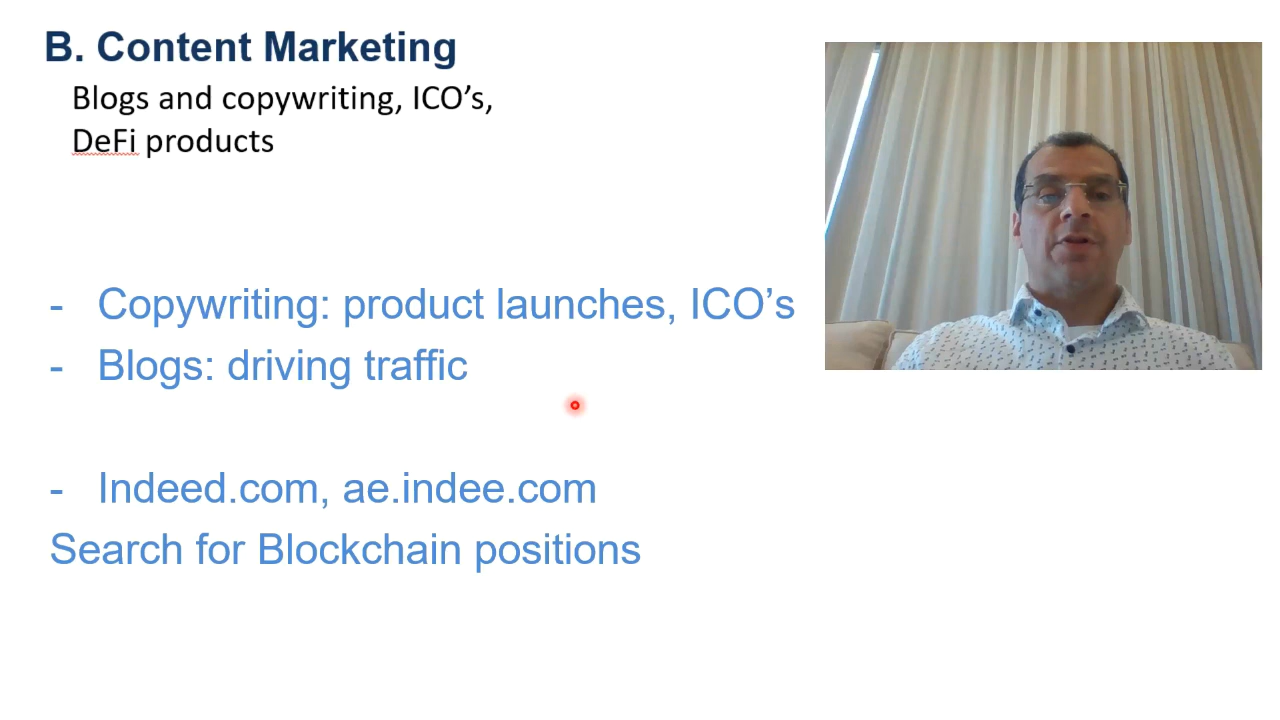 B. Content Marketing
Blogs and copywriting, ICO’s,
DeFi products
- Copywriting: product launches, ICO’s
- Blogs: driving traffic
- Indeed.com, ae.indee.com
Search for Blockchain positions